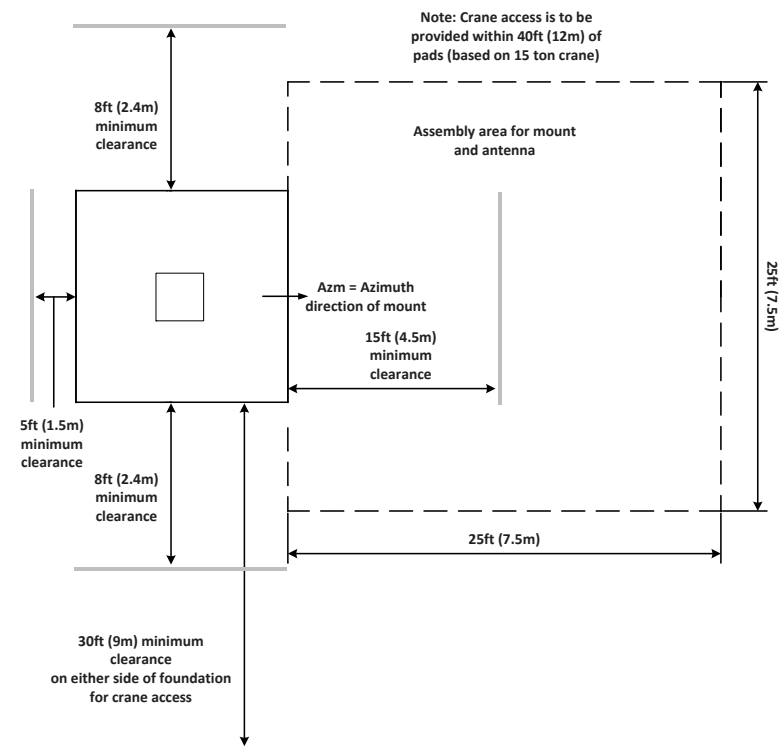 Note: Crane access is to be
provided within 40ft (12m) of
pads (based on 15 ton crane)
8ft (2.4m)
minimum
clearance
Assembly area for mount
and antenna
Azm = Azimuth
direction of mount
25ft (7.5m)
15ft (4.5m)
minimum
clearance
5ft (1.5m)
minimum
clearance
8ft (2.4m)
minimum
clearance
25ft (7.5m)
30ft (9m) minimum
clearance
on either side of foundation
for crane access